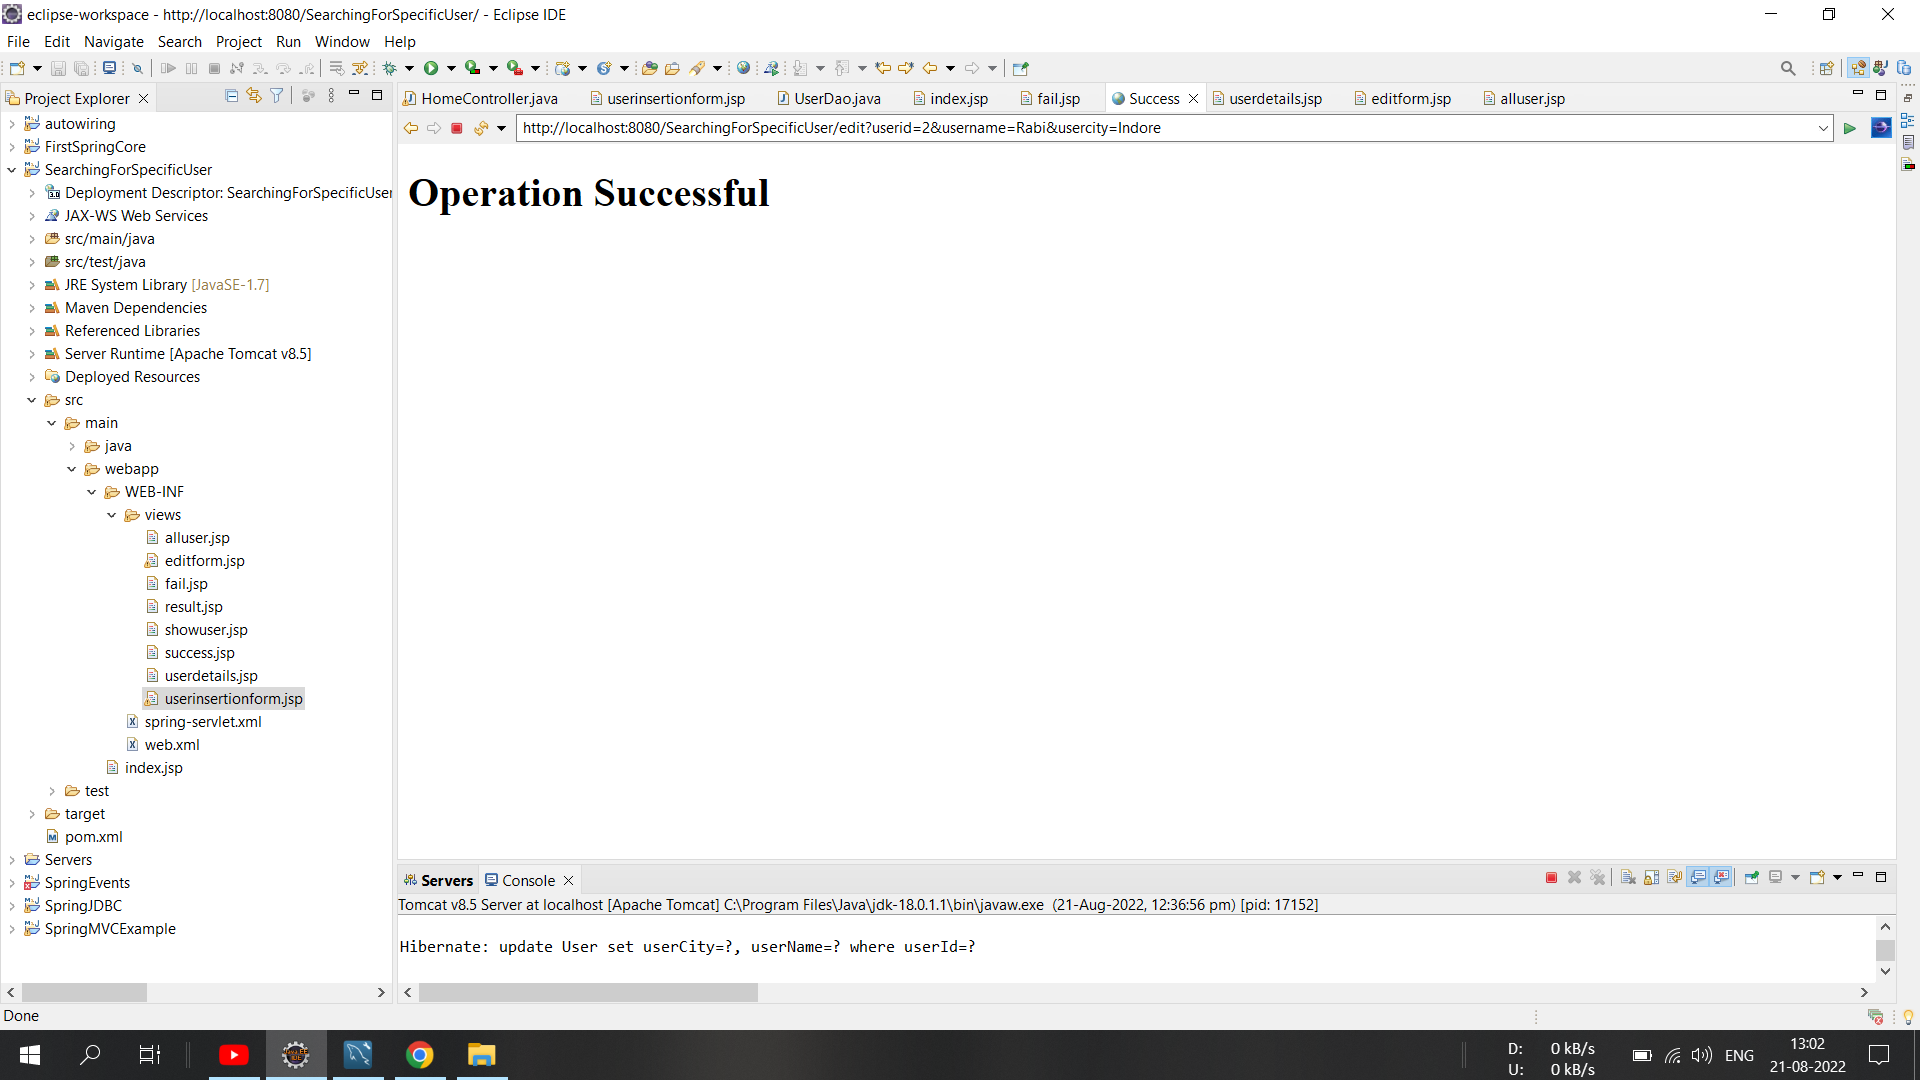 eclipse-workspace - http://localhost:8080/SearchingForSpecificUser/ - Eclipse IDE
File Edit Navigate Search Project Run Window Help
Project Explorer
HomeController.java userinsertionform.jsp UserDao.java index.jsp fail.jsp Success userdetails.jsp editform.jsp alluser.jsp
http://localhost:8080/SearchingForSpecificUser/edit?userid=2&username=Rabi&usercity=Indore
autowiring
FirstSpringCore
SearchingForSpecificUser
Deployment Descriptor: SearchingForSpecificUser
JAX-WS Web Services
src/main/java
src/test/java
JRE System Library [JavaSE-1.7]
Maven Dependencies
Referenced Libraries
Server Runtime [Apache Tomcat v8.5]
Deployed Resources
src
main
java
webapp
WEB-INF
views
alluser.jsp
editform.jsp
fail.jsp
result.jsp
showuser.jsp
success.jsp
userdetails.jsp
userinsertionform.jsp
spring-servlet.xml
web.xml
index.jsp
test
target
pom.xml
Servers
SpringEvents
SpringJDBC
SpringMVCExample
Operation Successful
Servers Console
Tomcat v8.5 Server at localhost [Apache Tomcat] C:\Program Files\Java\jdk-18.0.1.1\bin\javaw.exe (21-Aug-2022, 12:36:56 pm) [pid: 17152]
Hibernate: update User set userCity=?, userName=? where userId=?
Done
D: 0 kB/s
U: 0 kB/s
ENG
13:02
21-08-2022